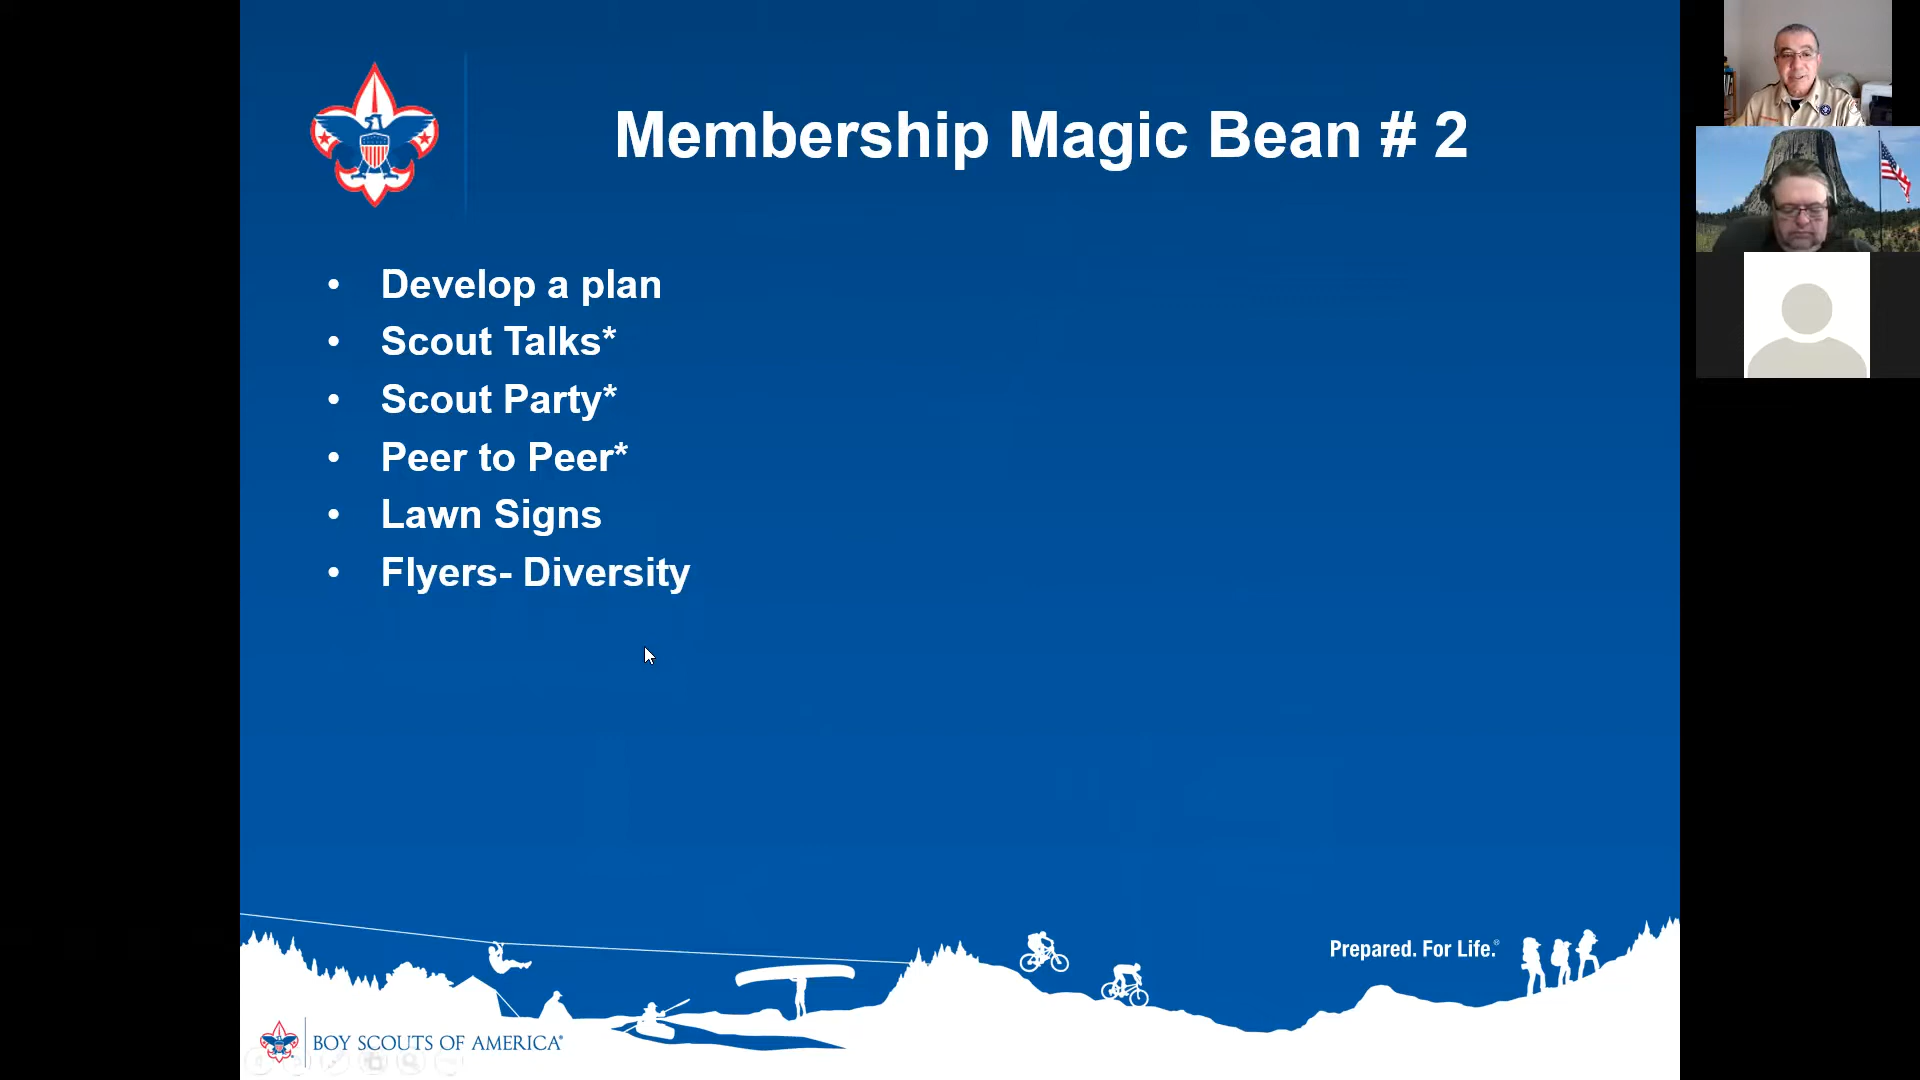 Membership Magic Bean # 2
• Develop a plan
• Scout Talks*
• Scout Party*
• Peer to Peer*
• Lawn Signs
• Flyers- Diversity
Prepared. For Life.®
BOY SCOUTS OF AMERICA®